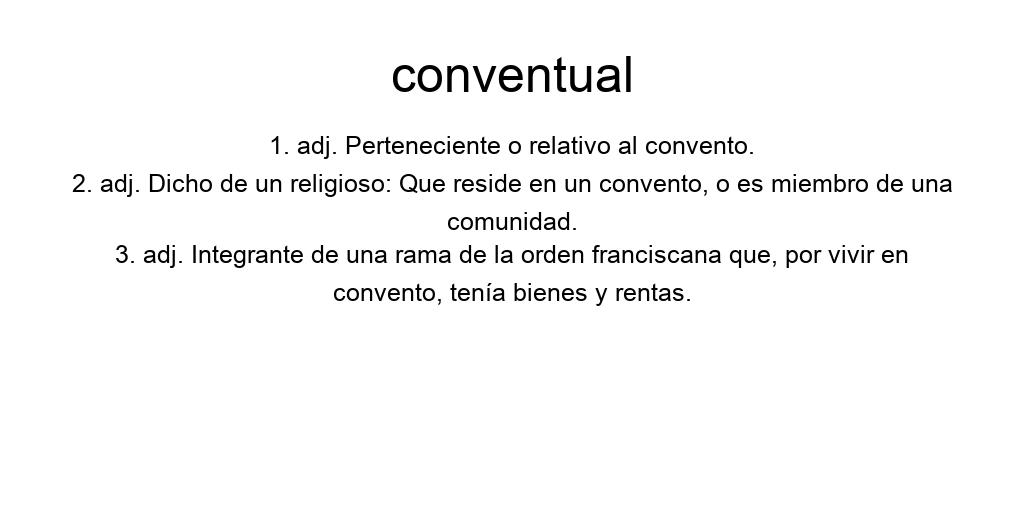 conventual
1. adj. Perteneciente o relativo al convento.
2. adj. Dicho de un religioso: Que reside en un convento, o es miembro de una
comunidad.
3. adj. Integrante de una rama de la orden franciscana que, por vivir en
convento, tenía bienes y rentas.